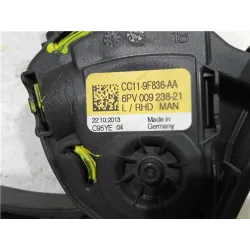 CC11-9F836-AA
6PV 009 238-21
L / RHD MAN
22.10.2013
C95YE 04
Made in
Germany